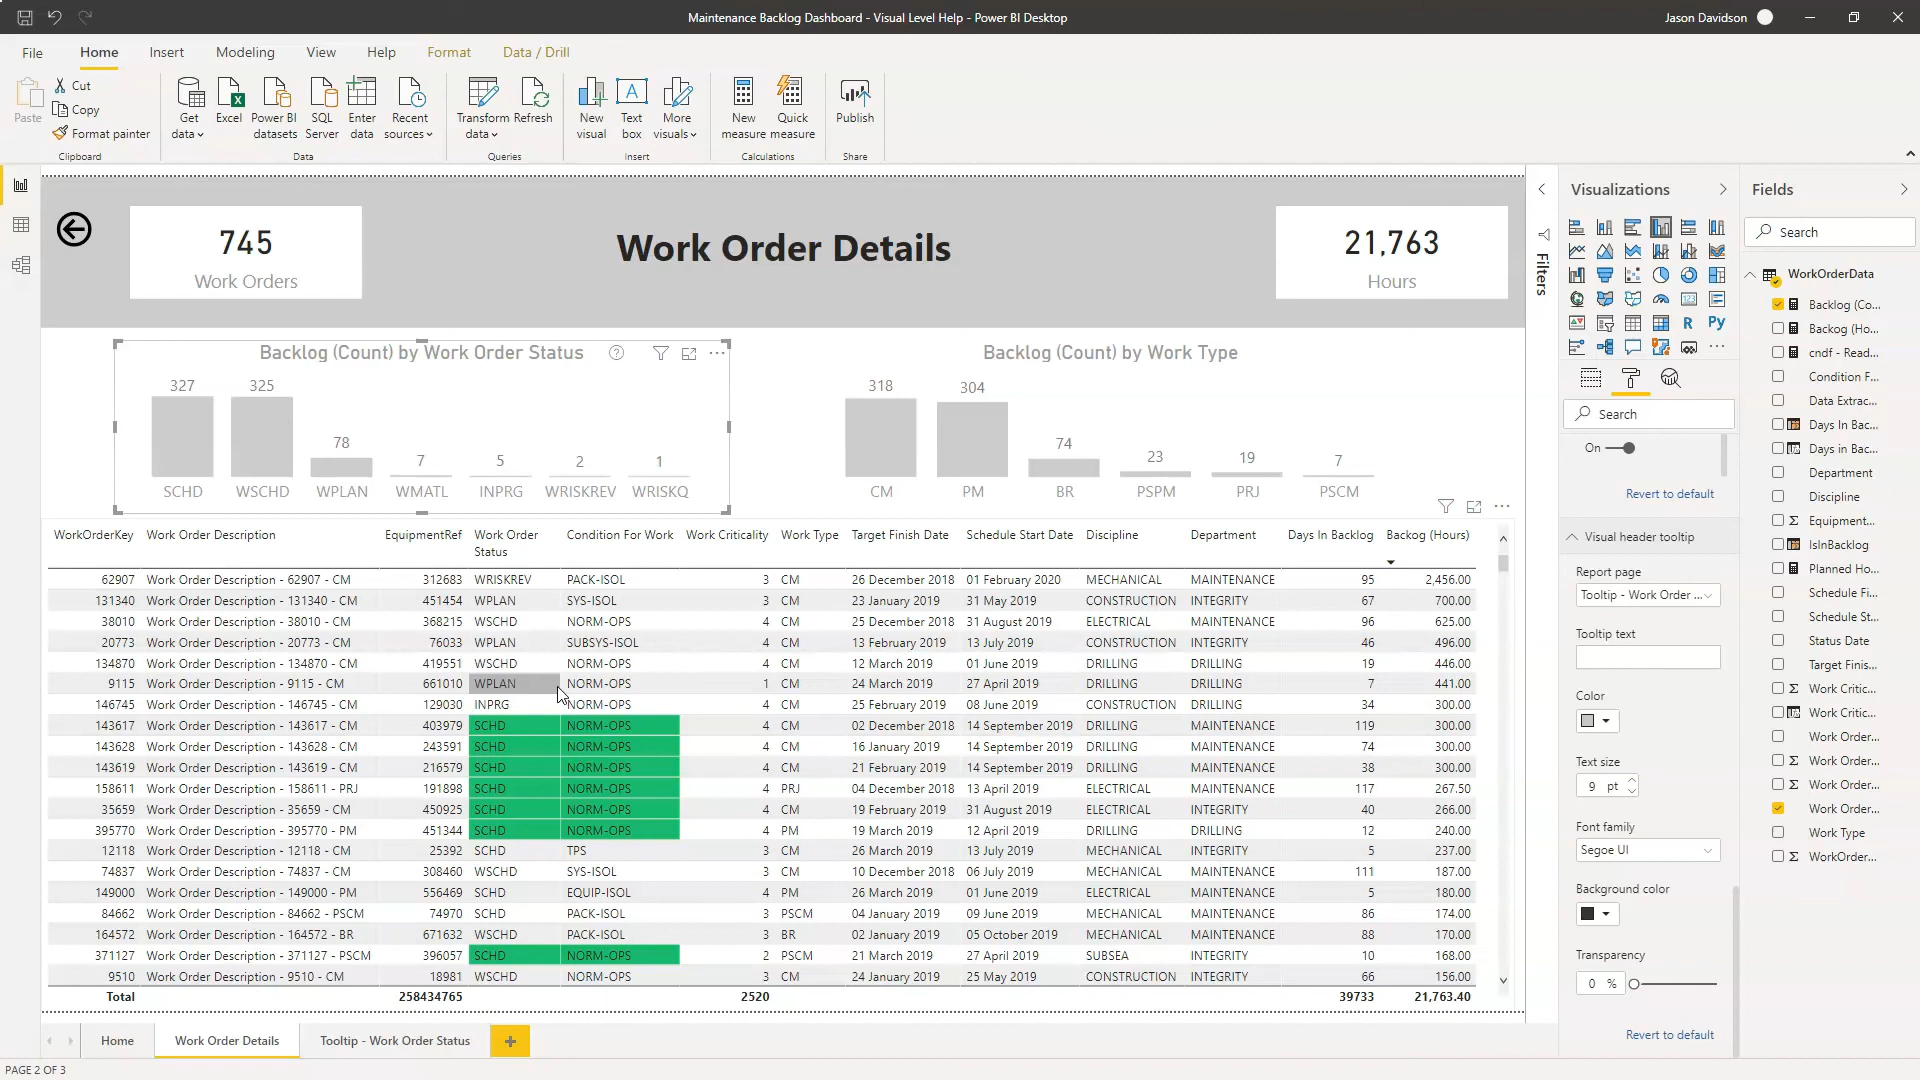 Maintenance Backlog Dashboard - Visual Level Help - Power BI Desktop
Jason Davidson
File Home Insert Modeling View Help Format Data / Drill
Paste
Cut
Copy
Format painter
Clipboard
Get data
Excel
Power BI datasets
SQL Server
Enter data
Recent sources
Data
Transform data
Refresh
Queries
New visual
Text box
More visuals
Insert
New measure
Quick measure
Calculations
Publish
Share
745
Work Orders
Work Order Details
21,763
Hours
Backlog (Count) by Work Order Status
327 325 78 7 5 2 1
SCHD WSCHD WPLAN WMATL INPRG WRISKREV WRISKQ
Backlog (Count) by Work Type
318 304 74 23 19 7
CM PM BR PSPM PRJ PSCM
WorkOrderKey Work Order Description EquipmentRef Work Order Status Condition For Work Work Criticality Work Type Target Finish Date Schedule Start Date Discipline Department Days In Backlog Backog (Hours)
62907 Work Order Description - 62907 - CM 312683 WRISKREV PACK-ISOL 3 CM 26 December 2018 01 February 2020 MECHANICAL MAINTENANCE 95 2,456.00
131340 Work Order Description - 131340 - CM 451454 WPLAN SYS-ISOL 3 CM 23 January 2019 31 May 2019 CONSTRUCTION INTEGRITY 67 700.00
38010 Work Order Description - 38010 - CM 368215 WSCHD NORM-OPS 4 CM 25 December 2018 31 August 2019 ELECTRICAL MAINTENANCE 96 625.00
20773 Work Order Description - 20773 - CM 76033 WPLAN SUBSYS-ISOL 4 CM 13 February 2019 13 July 2019 CONSTRUCTION INTEGRITY 46 496.00
134870 Work Order Description - 134870 - CM 419551 WSCHD NORM-OPS 4 CM 12 March 2019 01 June 2019 DRILLING DRILLING 19 446.00
9115 Work Order Description - 9115 - CM 661010 WPLAN NORM-OPS 1 CM 24 March 2019 27 April 2019 DRILLING DRILLING 7 441.00
146745 Work Order Description - 146745 - CM 129030 INPRG NORM-OPS 4 CM 25 February 2019 08 June 2019 CONSTRUCTION DRILLING 34 300.00
143617 Work Order Description - 143617 - CM 403979 SCHD NORM-OPS 4 CM 02 December 2018 14 September 2019 DRILLING MAINTENANCE 119 300.00
143628 Work Order Description - 143628 - CM 243591 SCHD NORM-OPS 4 CM 16 January 2019 14 September 2019 DRILLING MAINTENANCE 74 300.00
143619 Work Order Description - 143619 - CM 216579 SCHD NORM-OPS 4 CM 21 February 2019 14 September 2019 DRILLING MAINTENANCE 38 300.00
158611 Work Order Description - 158611 - PRJ 191898 SCHD NORM-OPS 4 PRJ 04 December 2018 13 April 2019 ELECTRICAL MAINTENANCE 117 267.50
35659 Work Order Description - 35659 - CM 450925 SCHD NORM-OPS 4 CM 19 February 2019 31 August 2019 ELECTRICAL INTEGRITY 40 266.00
395770 Work Order Description - 395770 - PM 451344 SCHD NORM-OPS 4 PM 19 March 2019 12 April 2019 DRILLING DRILLING 12 240.00
12118 Work Order Description - 12118 - CM 25392 SCHD TPS 3 CM 26 March 2019 13 July 2019 MECHANICAL INTEGRITY 5 237.00
74837 Work Order Description - 74837 - CM 308460 WSCHD SYS-ISOL 3 CM 10 December 2018 06 July 2019 MECHANICAL MAINTENANCE 111 187.00
149000 Work Order Description - 149000 - PM 556469 SCHD EQUIP-ISOL 4 PM 26 March 2019 01 June 2019 ELECTRICAL MAINTENANCE 5 180.00
84662 Work Order Description - 84662 - PSCM 74970 SCHD PACK-ISOL 3 PSCM 04 January 2019 09 June 2019 MECHANICAL MAINTENANCE 86 174.00
164572 Work Order Description - 164572 - BR 671632 WSCHD PACK-ISOL 3 BR 02 January 2019 05 October 2019 MECHANICAL MAINTENANCE 88 170.00
371127 Work Order Description - 371127 - PSCM 396057 SCHD NORM-OPS 2 PSCM 21 March 2019 27 April 2019 SUBSEA INTEGRITY 10 168.00
9510 Work Order Description - 9510 - CM 18981 WSCHD NORM-OPS 3 CM 24 January 2019 25 May 2019 CONSTRUCTION INTEGRITY 66 156.00
Total 258434765 2520 39733 21,763.40
Filters
Visualizations
R Py
Search
On
Revert to default
Visual header tooltip
Report page
Tooltip - Work Order ...
Tooltip text
Color
Text size
9 pt
Font family
Segoe UI
Background color
Transparency
0 %
Revert to default
Fields
Search
WorkOrderData
Backlog (Co...
Backog (Ho...
cndf - Read...
Condition F...
Data Extrac...
Days In Bac...
Days in Bac...
Department
Discipline
Equipment...
IsInBacklog
Planned Ho...
Schedule Fi...
Schedule St...
Status Date
Target Finis...
Work Critic...
Work Critic...
Work Order...
Work Order...
Work Order...
Work Order...
Work Type
WorkOrder...
Home
Work Order Details
Tooltip - Work Order Status
PAGE 2 OF 3